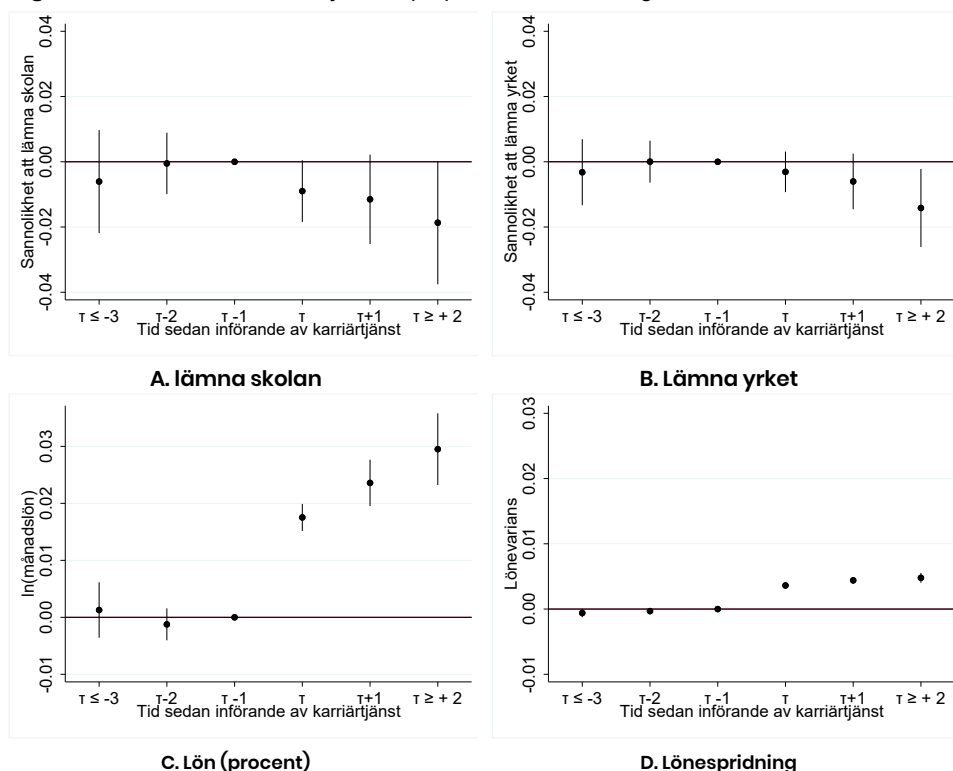 0.04
0.02
0.00
-0.02
-0.04
Sannolikhet att lämna skolan
τ ≤ -3
τ-2
τ -1
τ
τ+1
τ ≥ + 2
Tid sedan införande av karriärtjänst
A. lämna skolan
0.04
0.02
0.00
-0.02
-0.04
Sannolikhet att lämna yrket
τ ≤ -3
τ-2
τ -1
τ
τ+1
τ ≥ + 2
Tid sedan införande av karriärtjänst
B. Lämna yrket
0.03
0.02
0.01
0.00
-0.01
ln(månadslön)
τ ≤ -3
τ-2
τ -1
τ
τ+1
τ ≥ + 2
Tid sedan införande av karriärtjänst
C. Lön (procent)
0.03
0.02
0.01
0.00
-0.01
Lönevarians
τ ≤ -3
τ-2
τ -1
τ
τ+1
τ ≥ + 2
Tid sedan införande av karriärtjänst
D. Lönespridning